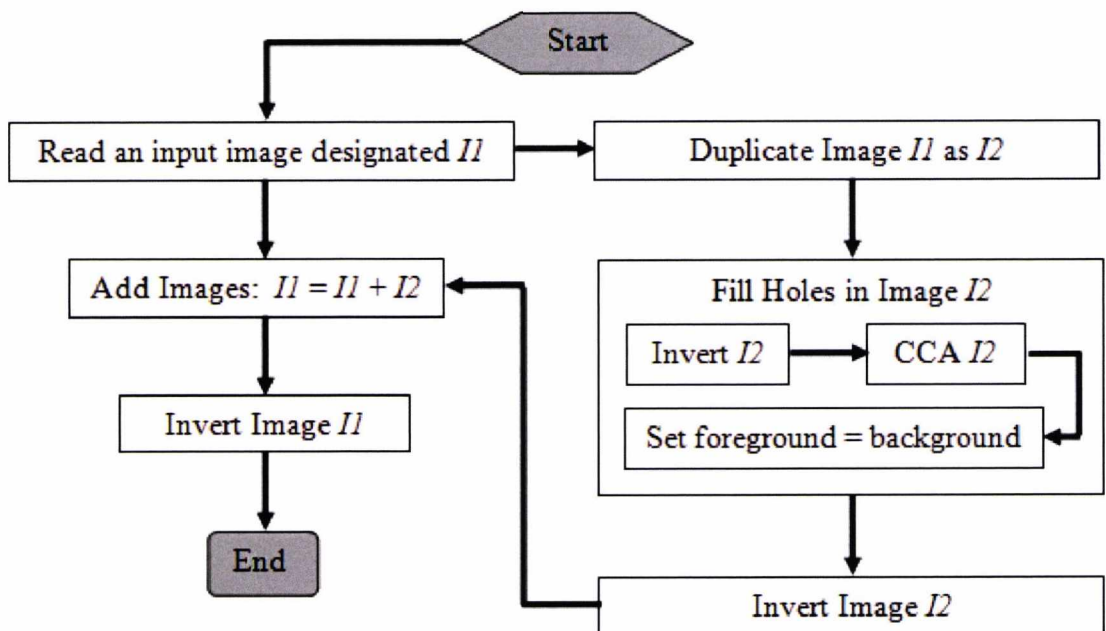 Start
Read an input image designated I1
Duplicate Image I1 as I2
Add Images: I1 = I1 + I2
Fill Holes in Image I2
Invert I2
CCA I2
Set foreground = background
Invert Image I1
End
Invert Image I2